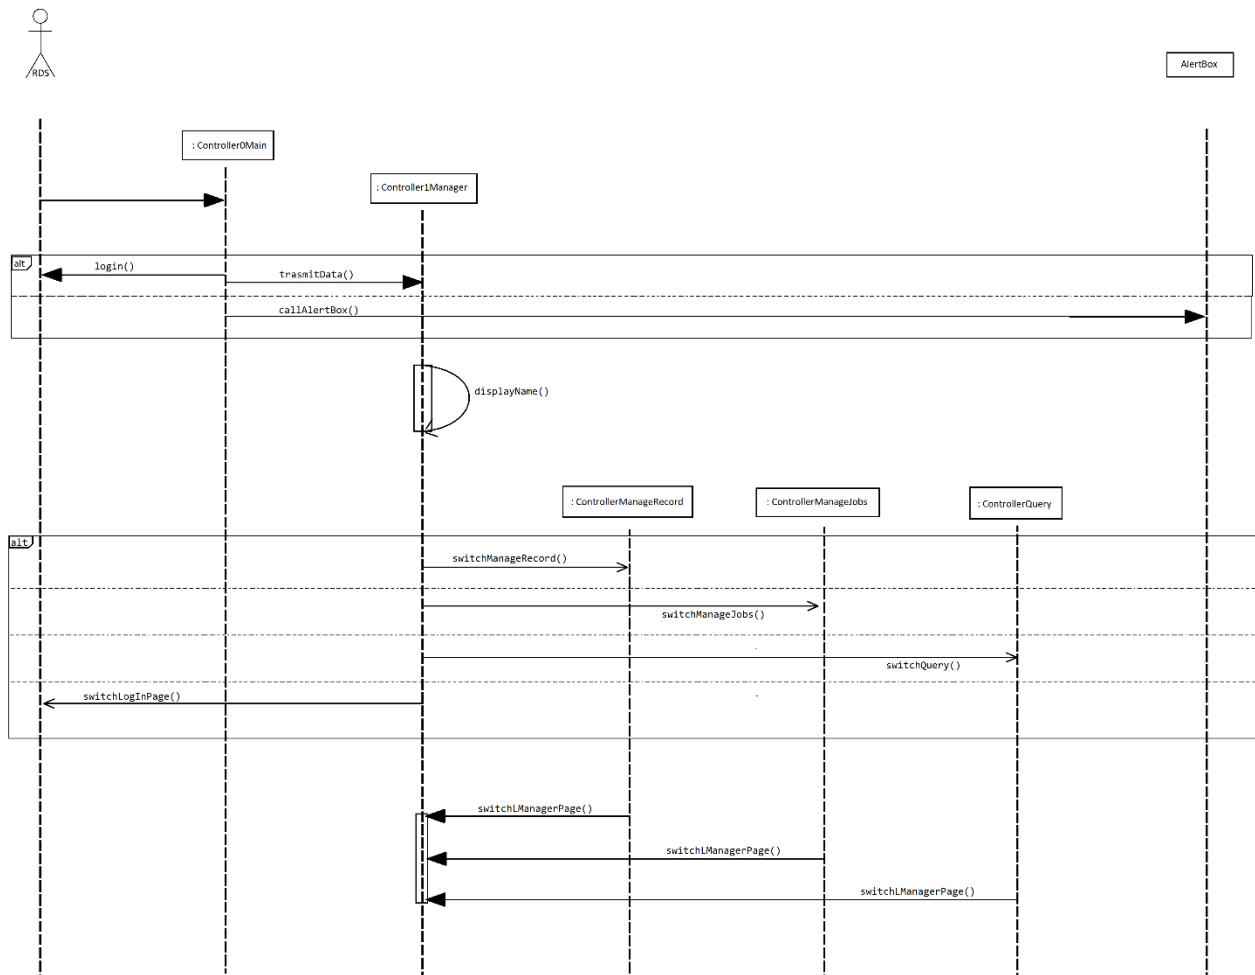 RDS
AlertBox
: Controller0Main
: Controller1Manager
alt
login()
trasmitData()
callAlertBox()
displayName()
: ControllerManageRecord
: ControllerManageJobs
: ControllerQuery
alt
switchManageRecord()
switchManageJobs()
switchQuery()
switchLogInPage()
switchLManagerPage()
switchLManagerPage()
switchLManagerPage()